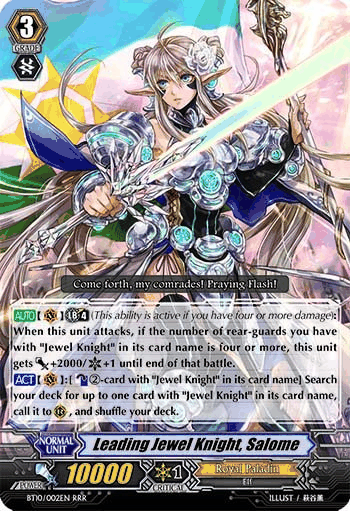 3
GRADE
Come forth, my comrades! Praying Flash!
AUTO [ ] LB4 (This ability is active if you have four or more damage):
When this unit attacks, if the number of rear-guards you have
with "Jewel Knight" in its card name is four or more, this unit
gets +2000/ +1 until end of that battle.
ACT [ ]:[ ②-card with "Jewel Knight" in its card name] Search
your deck for up to one card with "Jewel Knight" in its card name,
call it to , and shuffle your deck.
NORMAL UNIT
Leading Jewel Knight, Salome
POWER 10000
1 CRITICAL
Royal Paladin
Elf
BT10/002EN RRR
ILLUST / 萩谷薫